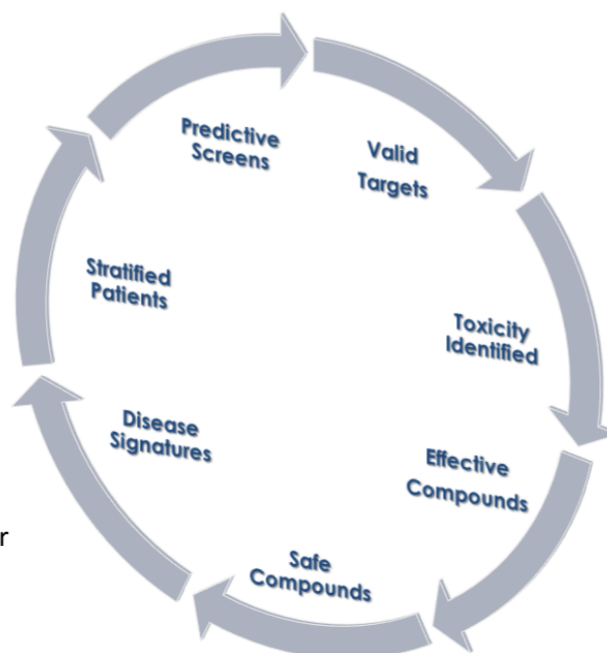 Predictive
Screens
Valid
Targets
Toxicity
Identified
Effective
Compounds
Safe
Compounds
Disease
Signatures
Stratified
Patients
r